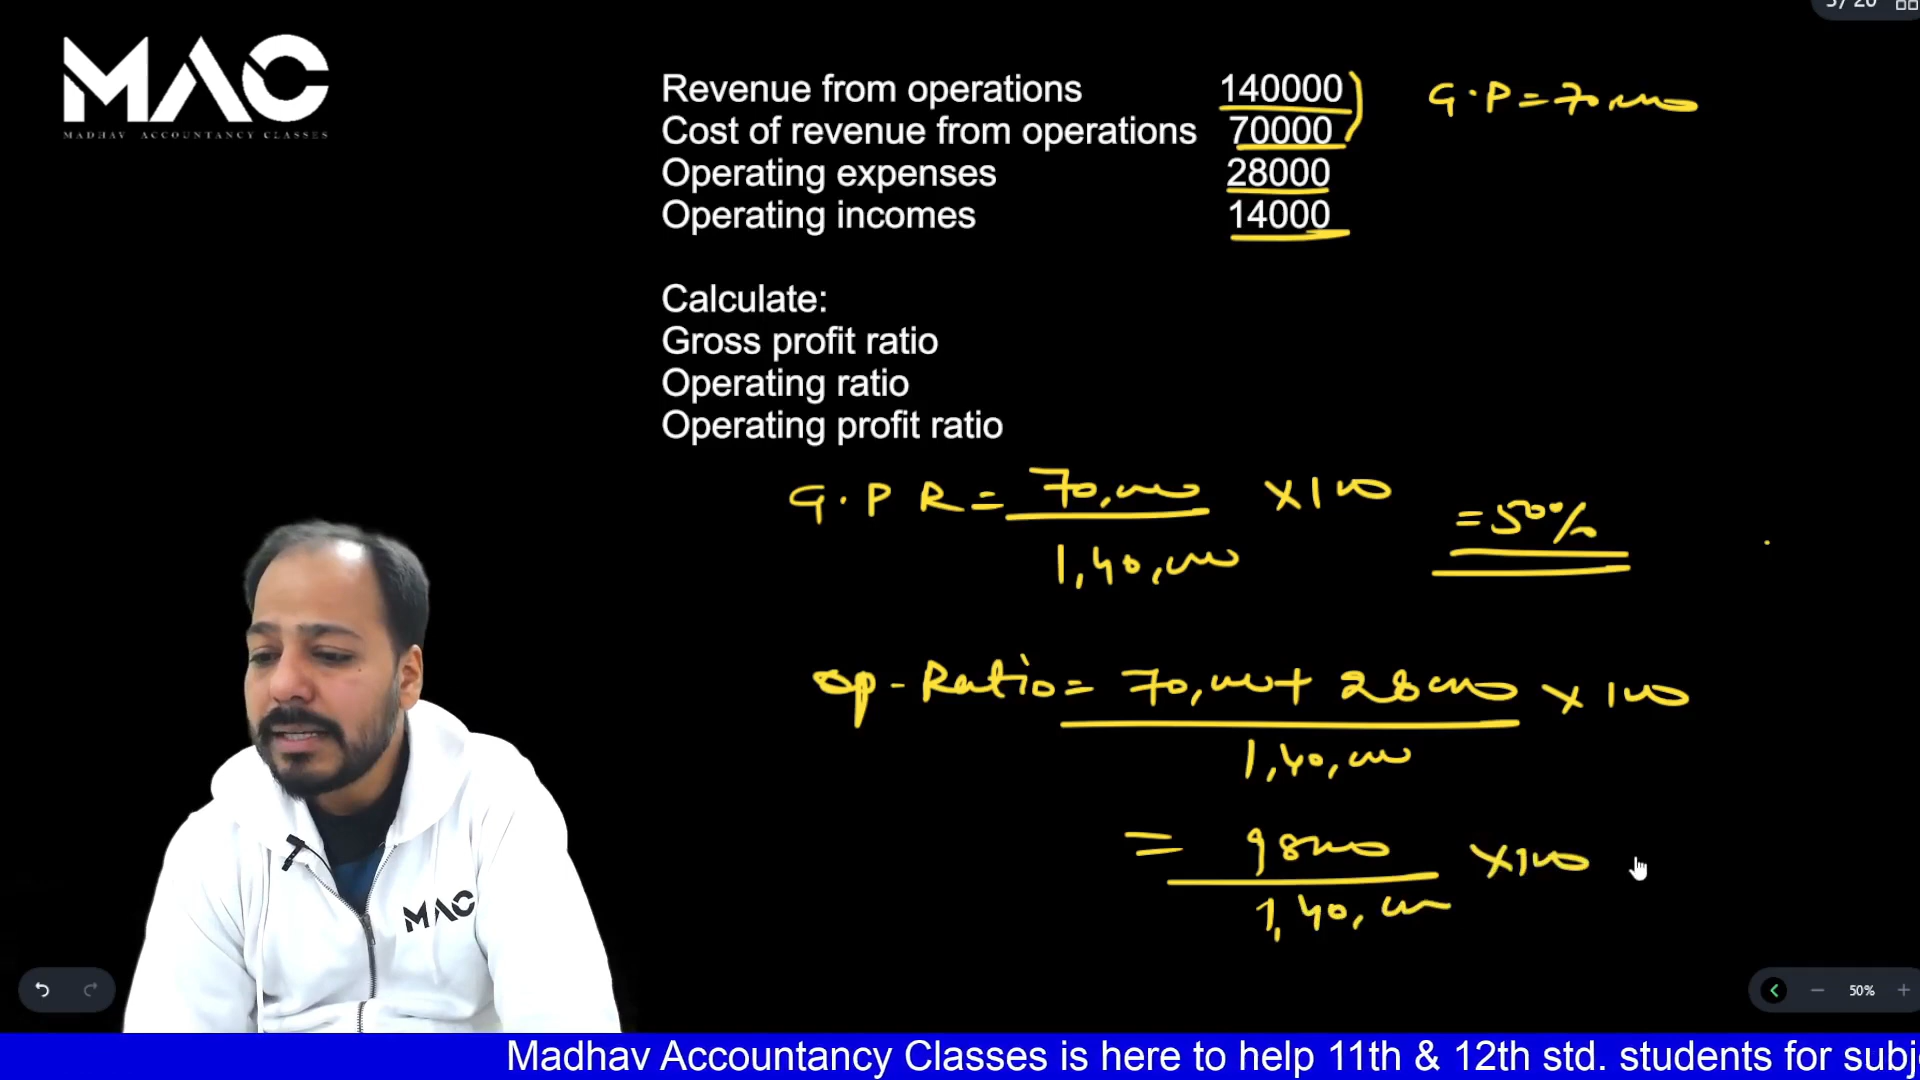 MAC
MADHAV ACCOUNTANCY CLASSES
Revenue from operations 140000
Cost of revenue from operations 70000
Operating expenses 28000
Operating incomes 14000
G.P = 70,000
Calculate:
Gross profit ratio
Operating ratio
Operating profit ratio
G.P R = 70,000 × 100
1,40,000
= 50%
Op - Ratio = 70,000 + 28000 × 100
1,40,000
= 98000 × 100
1,40,000
MAC
50%
Madhav Accountancy Classes is here to help 11th & 12th std. students for